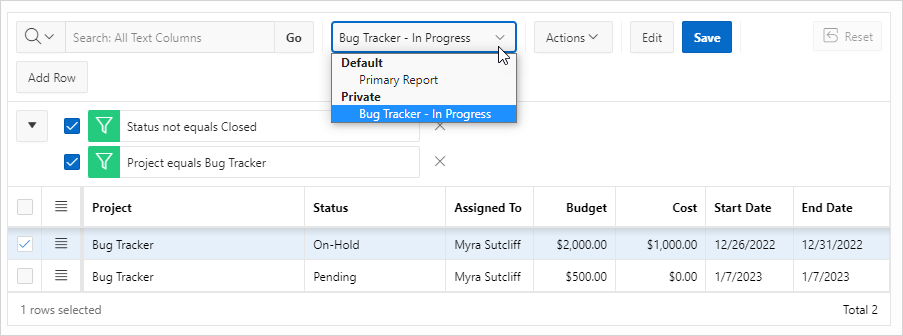 Search: All Text Columns
Go
Bug Tracker - In Progress
Actions
Edit
Save
Reset
Default
Primary Report
Private
Bug Tracker - In Progress
Add Row
Status not equals Closed
Project equals Bug Tracker
Project Status Assigned To Budget Cost Start Date End Date
Bug Tracker On-Hold Myra Sutcliff $2,000.00 $1,000.00 12/26/2022 12/31/2022
Bug Tracker Pending Myra Sutcliff $500.00 $0.00 1/7/2023 1/7/2023
1 rows selected Total 2